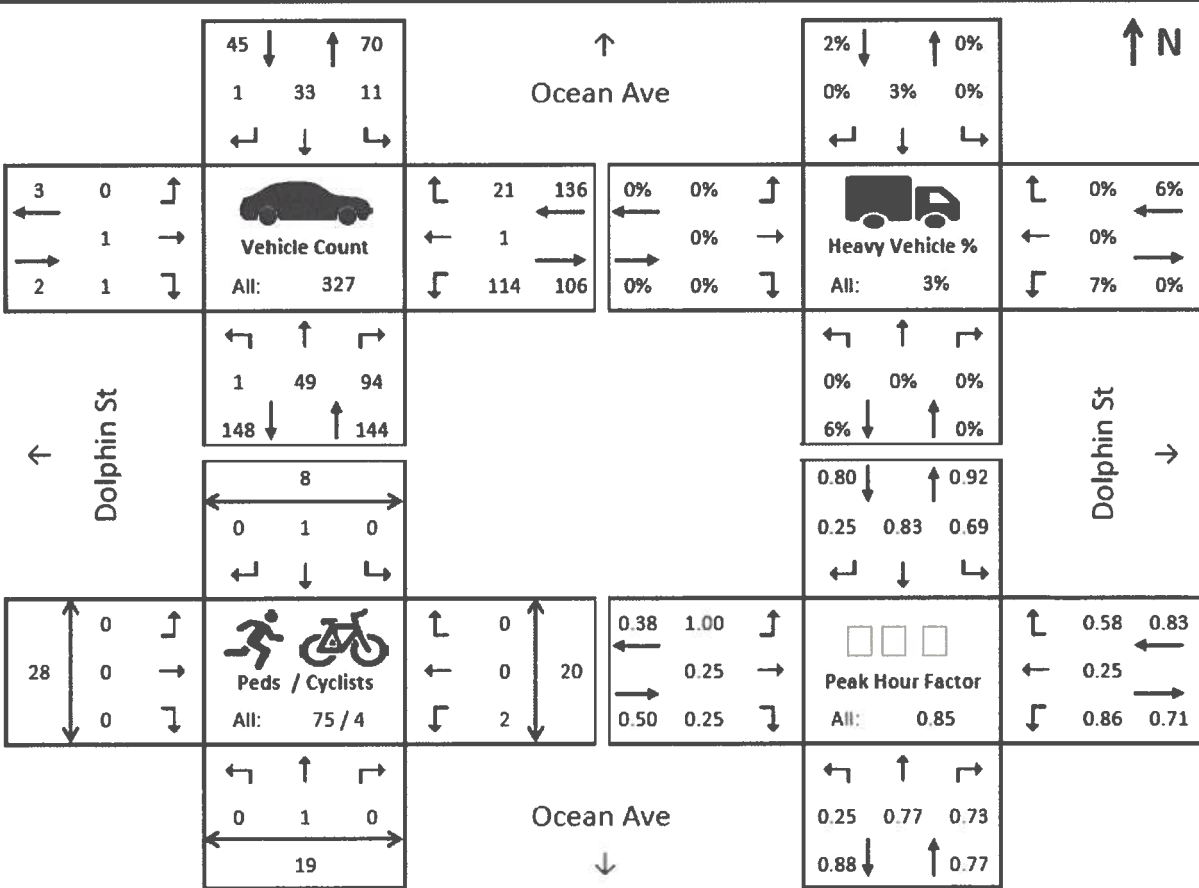 45 70
1 33 11
3 0
1
2 1
Vehicle Count
All: 327
21 136
1
114 106
1 49 94
148 144
Ocean Ave
N
2% 0%
0% 3% 0%
0% 0%
0%
0% 0%
Heavy Vehicle %
All: 3%
0% 6%
0%
7% 0%
0% 0% 0%
6% 0%
Dolphin St
Dolphin St
8
0 1 0
28
0
0
0
Peds / Cyclists
All: 75 / 4
0
0
2
20
0 1 0
19
Ocean Ave
0.80 0.92
0.25 0.83 0.69
0.38 1.00
0.25
0.50 0.25
Peak Hour Factor
All: 0.85
0.58 0.83
0.25
0.86 0.71
0.25 0.77 0.73
0.88 0.77